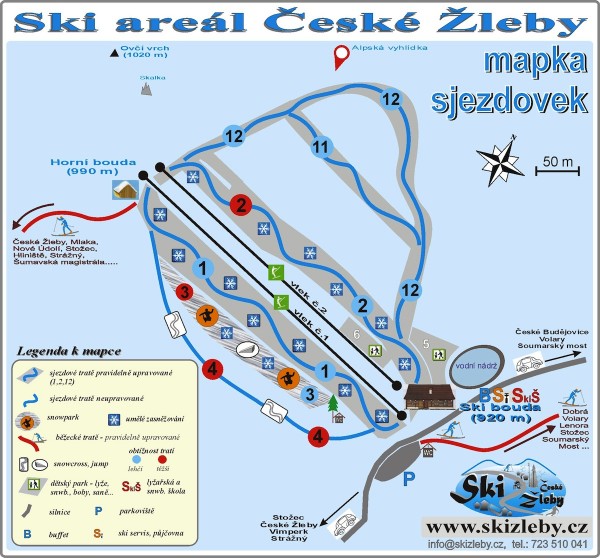 Ski areál České Žleby
mapka
sjezdovek
Ovčí vrch
(1020 m)
Skalka
Alpská vyhlídka
N
50 m
Horní bouda
(990 m)
12
12
11
12
České Žleby, Mlaka,
Nové Údolí, Stožec,
Hliniště, Strážný,
Šumavská magistrála.....
2
1
3
vlek č.2
vlek č.1
2
6
5
4
1
3
4
vodní nádrž
České Budějovice
Volary
Soumarský most
B Si SkiŠ
Ski bouda
(920 m)
Dobrá
Volary
Lenora
Stožec
Soumarský
Most ...
WC
P
Stožec
České Žleby
Vimperk
Strážný
Legenda k mapce
sjezdové tratě pravidelně upravované
(1,2,12)
sjezdové tratě neupravované
snowpark
umělé zasněžování
běžecké tratě - pravidelně upravované
snowcross, jump
obtížnost tratí
lehčí
těžší
dětský park - lyže,
snwb., boby, saně...
SkiŠ
lyžařská a
snwb. škola
silnice
P
parkoviště
B
buffet
Si
ski servis, půjčovna
Ski
České
Žleby
www.skizleby.cz
info@skizleby.cz, tel.: 723 510 041